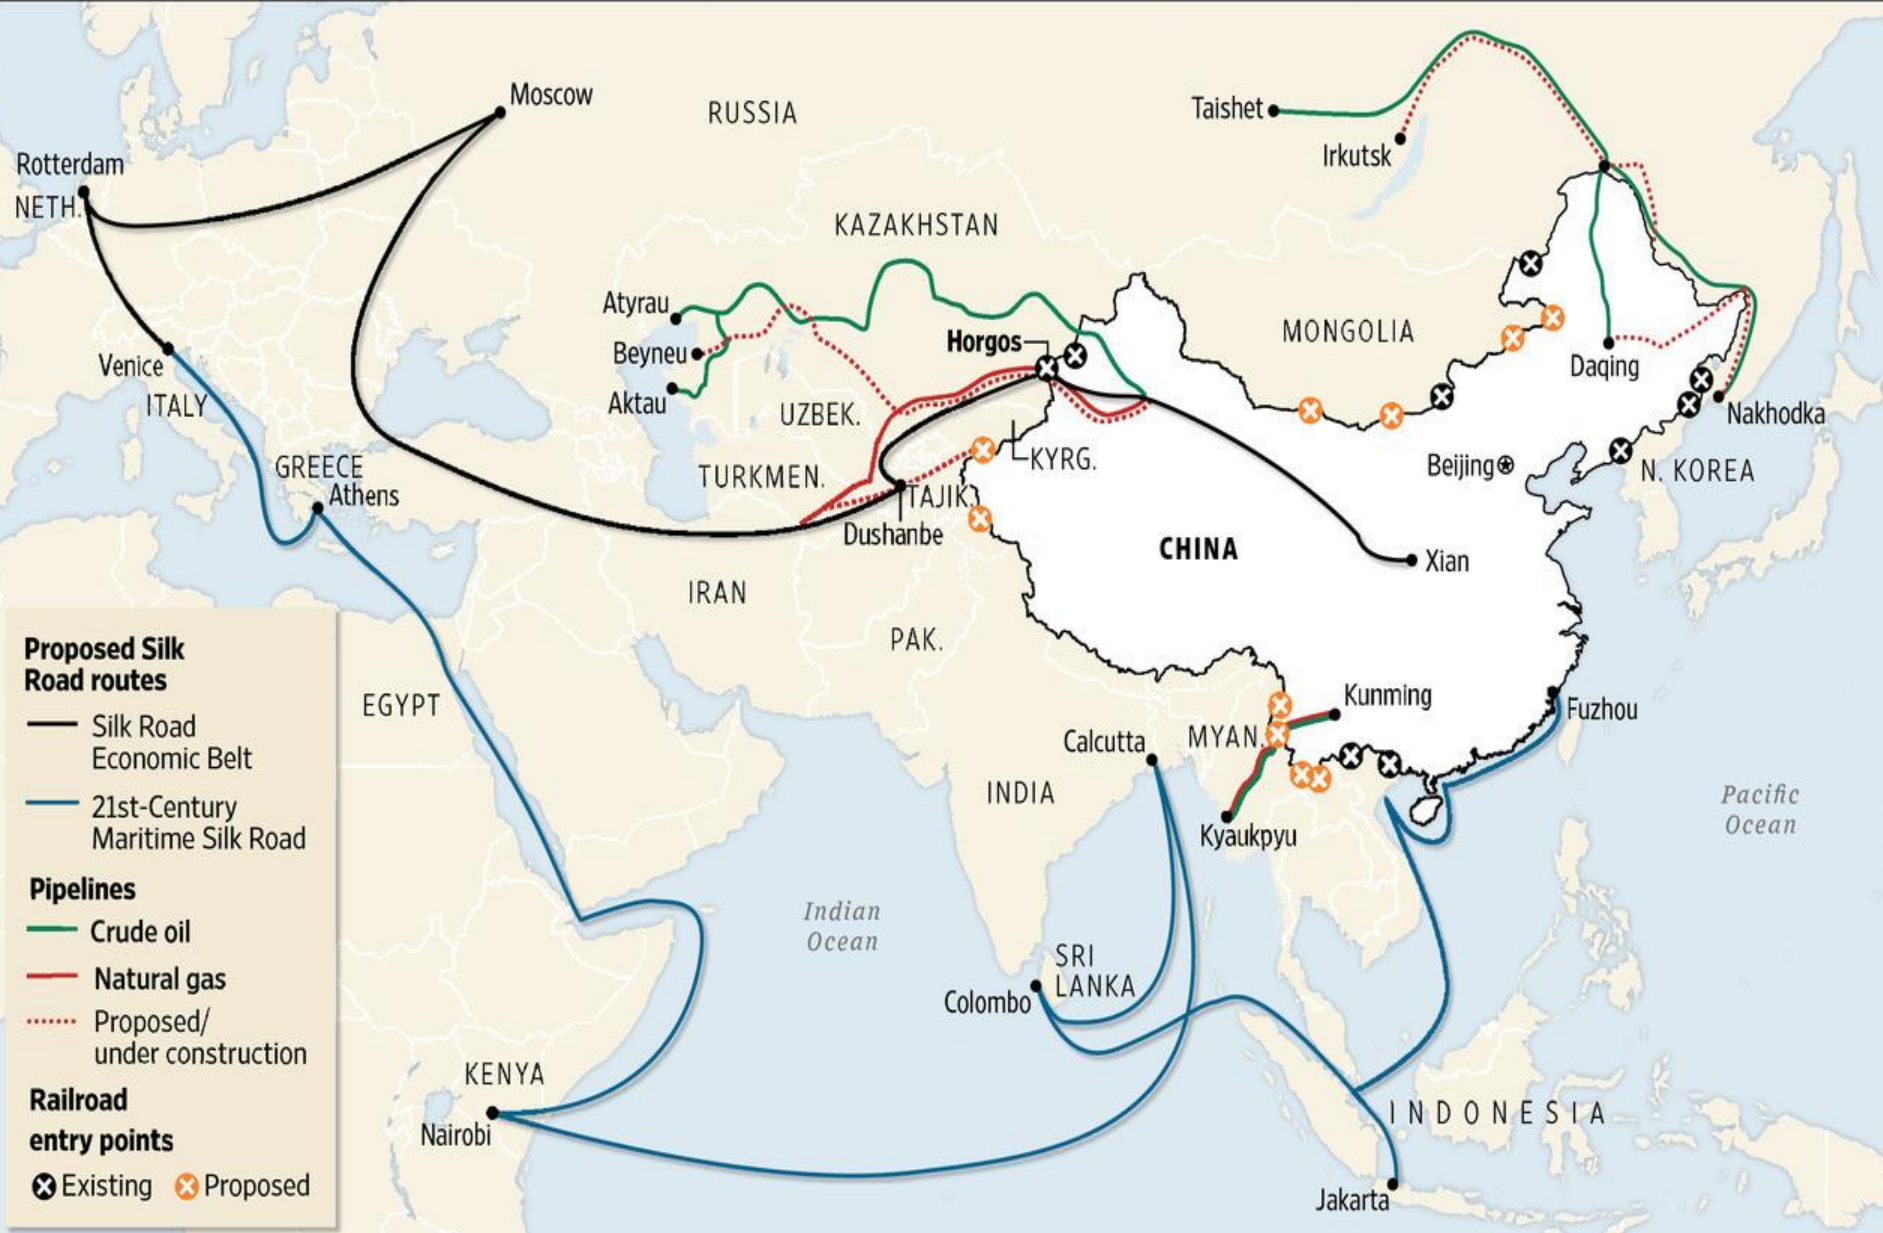 Moscow
RUSSIA
Taishet
Irkutsk
Rotterdam
NETH.
KAZAKHSTAN
Atyrau
Beyneu
Aktau
Horgos
MONGOLIA
Daqing
Nakhodka
Venice
ITALY
UZBEK.
KYRG.
Beijing
N. KOREA
GREECE
Athens
TURKMEN.
TAJIK.
Dushanbe
CHINA
Xian
IRAN
PAK.
EGYPT
Kunming
Fuzhou
Calcutta
MYAN.
INDIA
Kyaukpyu
Pacific
Ocean
Indian
Ocean
SRI
LANKA
Colombo
KENYA
Nairobi
INDONESIA
Jakarta
Proposed Silk
Road routes
Silk Road
Economic Belt
21st-Century
Maritime Silk Road
Pipelines
Crude oil
Natural gas
Proposed/
under construction
Railroad
entry points
Existing
Proposed